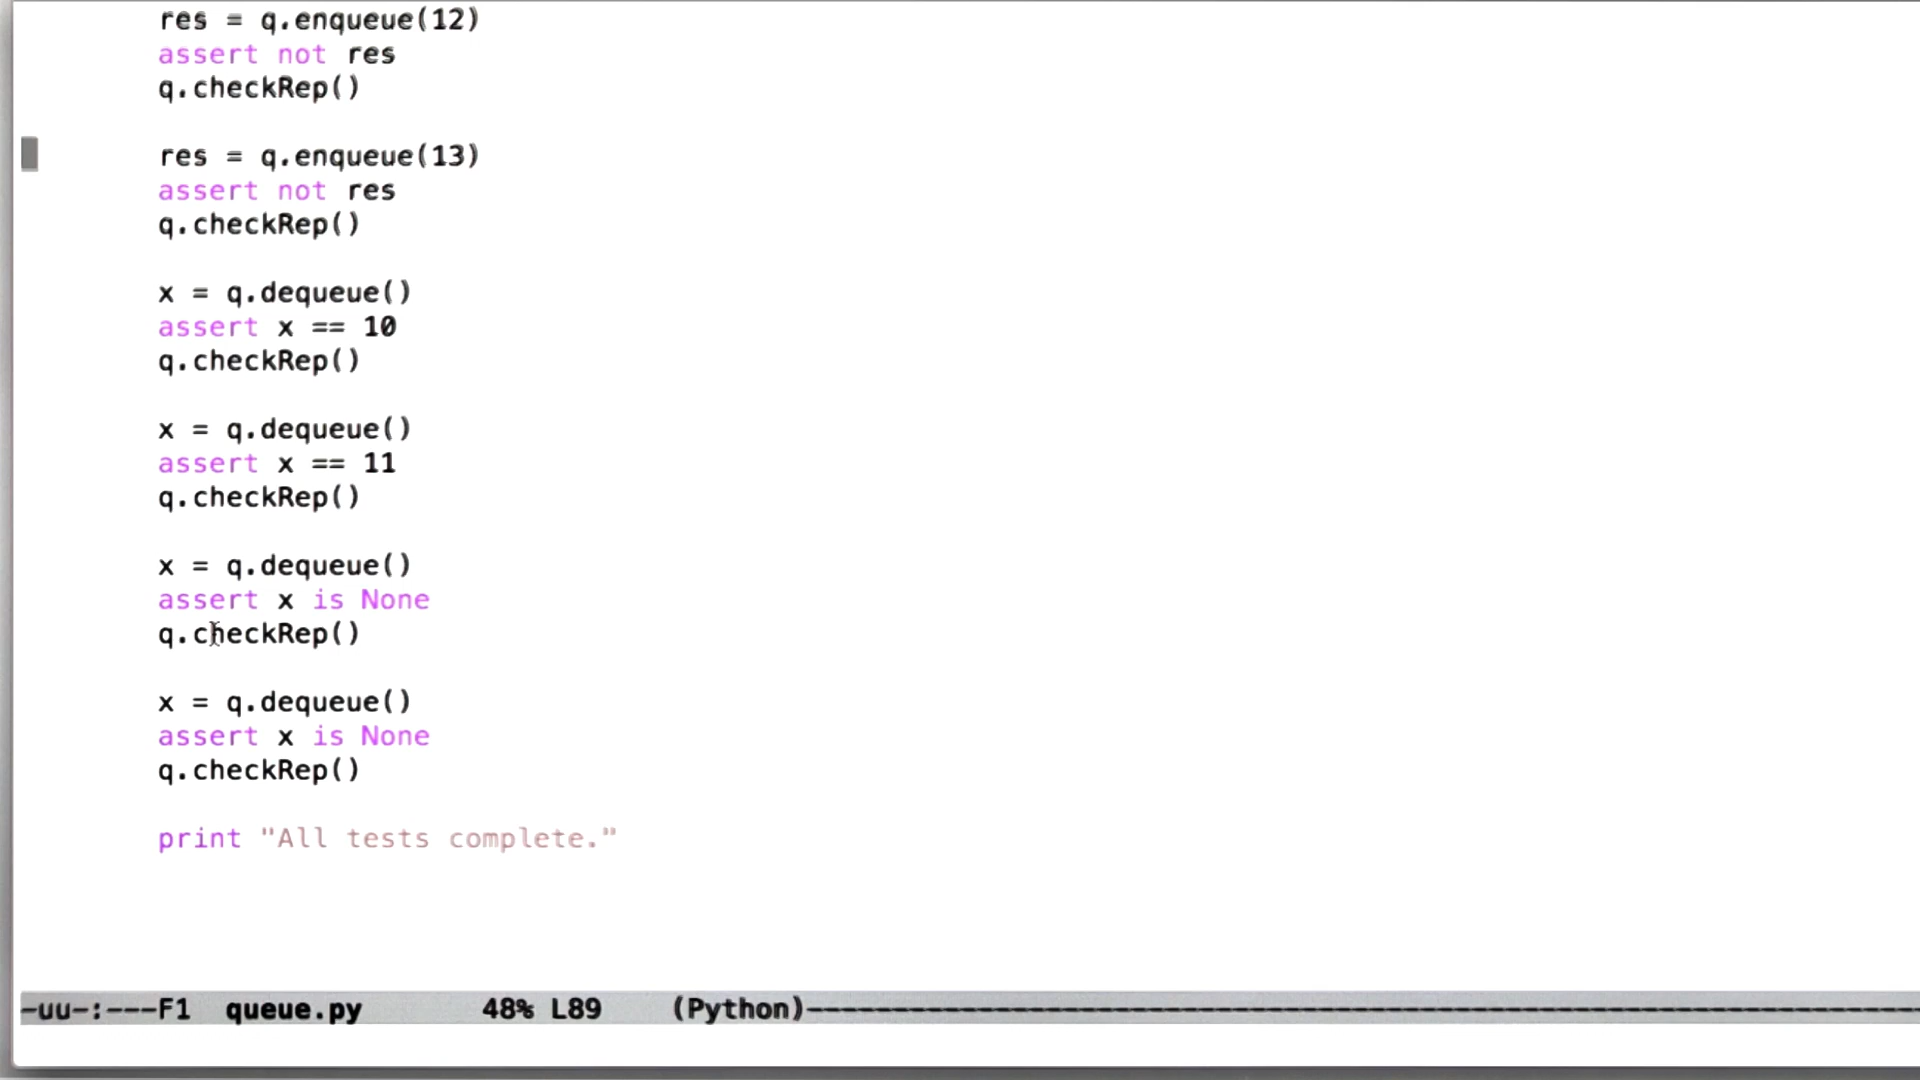 res = q.enqueue(12)
assert not res
q.checkRep()
res = q.enqueue(13)
assert not res
q.checkRep()
x = q.dequeue()
assert x == 10
q.checkRep()
x = q.dequeue()
assert x == 11
q.checkRep()
x = q.dequeue()
assert x is None
q.checkRep()
x = q.dequeue()
assert x is None
q.checkRep()
print "All tests complete."
-uu-:---F1  queue.py       48% L89    (Python)----------------------------------------------------------------